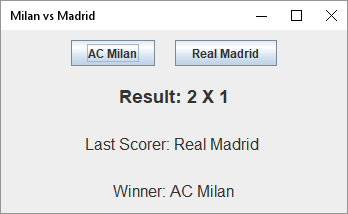 Milan vs Madrid
AC Milan Real Madrid
Result: 2 X 1
Last Scorer: Real Madrid
Winner: AC Milan